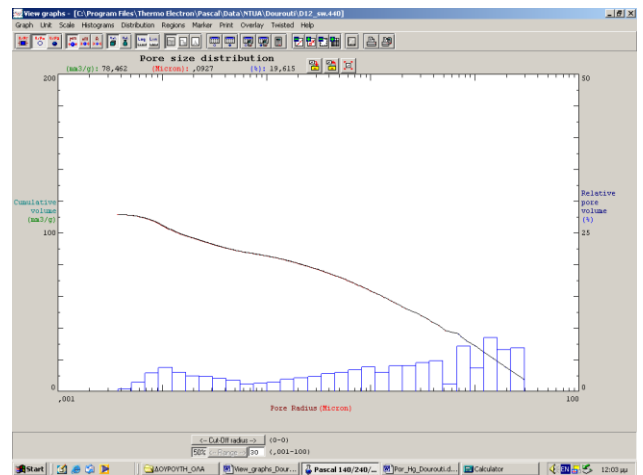 View graphs - [C:\Program Files\Thermo Electron\Pascal\Data\NTUA\Dourouti\D12_sw.440]
Graph Unit Scale Histograms Distribution Regions Marker Print Overlay Twisted Help
Pore size distribution
(mm3/g): 78,462 (Micron): ,0927 (%): 19,615
200 50
Cumulative volume (mm3/g)
Relative pore volume (%)
100 25
0 0
,001 100
Pore Radius(Micron)
<- Cut-Off radius -> (0-0)
50% <- Range -> 30 (,001-100)
Start ΔΟΥΡΟΥΤΗ_ΟΛΑ View_graphs_Dour... Pascal 140/240/... Por_Hg_Dourouti.d... Calculator EN 12:03 μμ